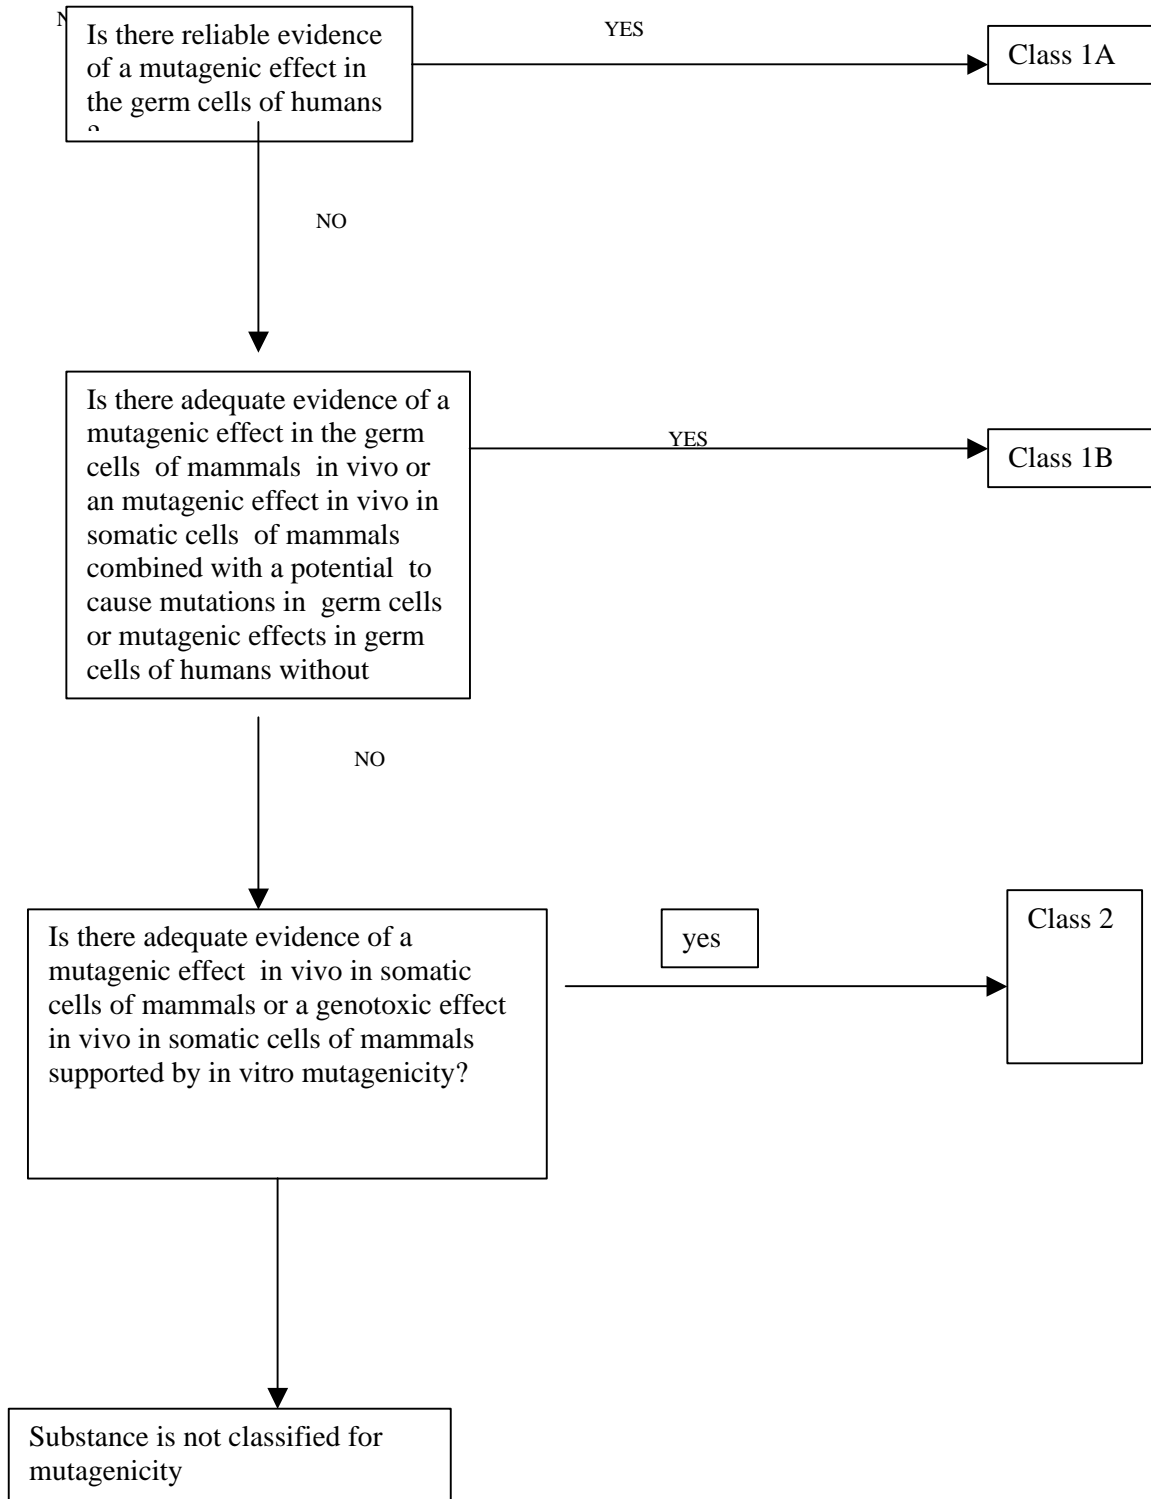 Is there reliable evidence
of a mutagenic effect in
the germ cells of humans
?
YES
Class 1A
NO
Is there adequate evidence of a
mutagenic effect in the germ
cells of mammals in vivo or
an mutagenic effect in vivo in
somatic cells of mammals
combined with a potential to
cause mutations in germ cells
or mutagenic effects in germ
cells of humans without
YES
Class 1B
NO
Is there adequate evidence of a
mutagenic effect in vivo in somatic
cells of mammals or a genotoxic effect
in vivo in somatic cells of mammals
supported by in vitro mutagenicity?
yes
Class 2
Substance is not classified for
mutagenicity